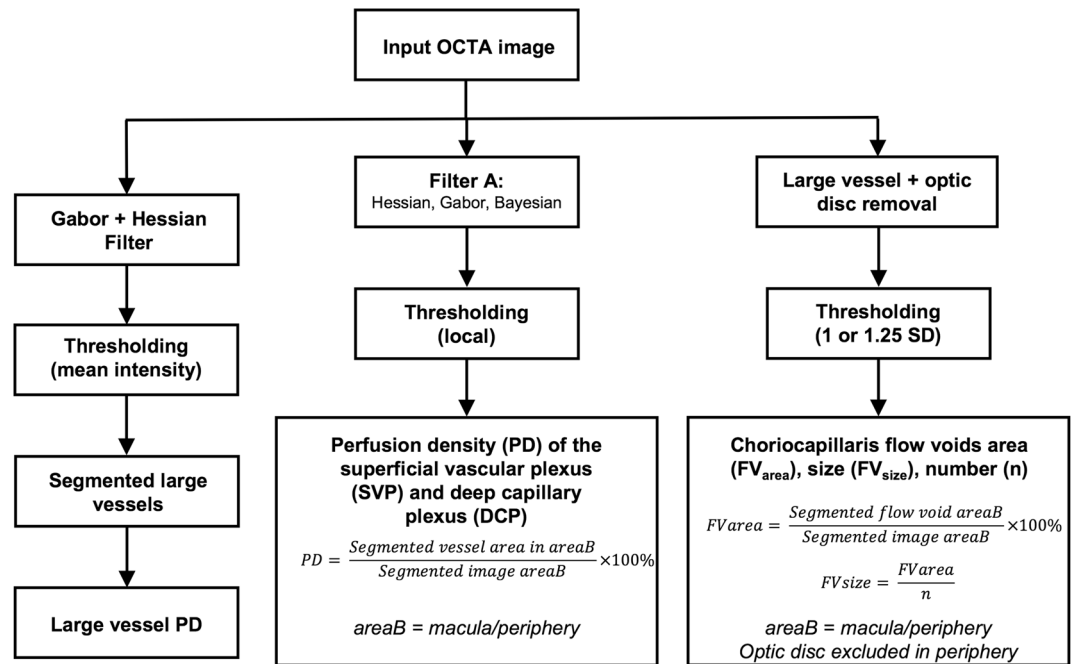 Input OCTA image
Gabor + Hessian
Filter
Thresholding
(mean intensity)
Segmented large
vessels
Large vessel PD
Filter A:
Hessian, Gabor, Bayesian
Thresholding
(local)
Perfusion density (PD) of the
superficial vascular plexus
(SVP) and deep capillary
plexus (DCP)
PD = Segmented vessel area in areaB / Segmented image areaB ×100%
areaB = macula/periphery
Large vessel + optic
disc removal
Thresholding
(1 or 1.25 SD)
Choriocapillaris flow voids area
(FVarea), size (FVsize), number (n)
FVarea = Segmented flow void areaB / Segmented image areaB ×100%
FVsize = FVarea / n
areaB = macula/periphery
Optic disc excluded in periphery